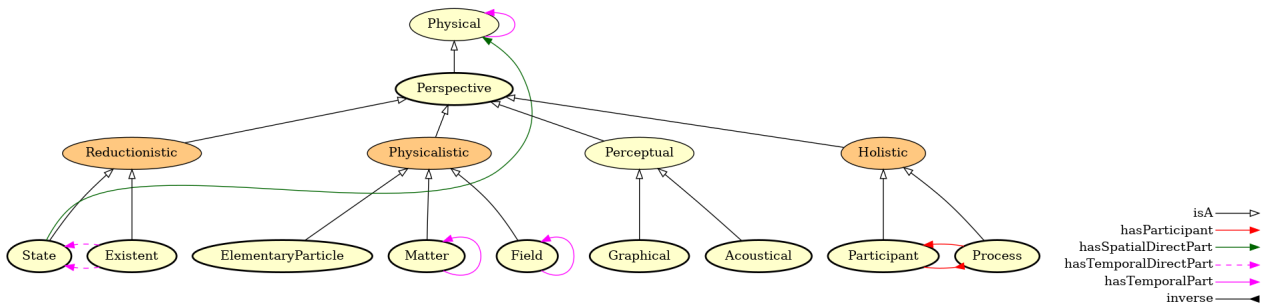 Physical
Perspective
Reductionistic
Physicalistic
Perceptual
Holistic
State
Existent
ElementaryParticle
Matter
Field
Graphical
Acoustical
Participant
Process
isA
hasParticipant
hasSpatialDirectPart
hasTemporalDirectPart
hasTemporalPart
inverse